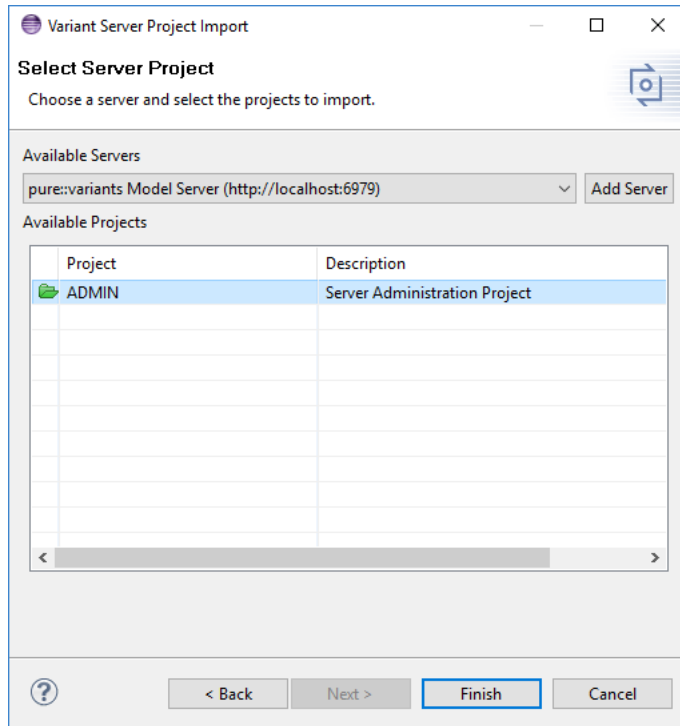 Variant Server Project Import
Select Server Project
Choose a server and select the projects to import.
Available Servers
pure::variants Model Server (http://localhost:6979)
Add Server
Available Projects
Project Description
ADMIN Server Administration Project
< Back Next > Finish Cancel